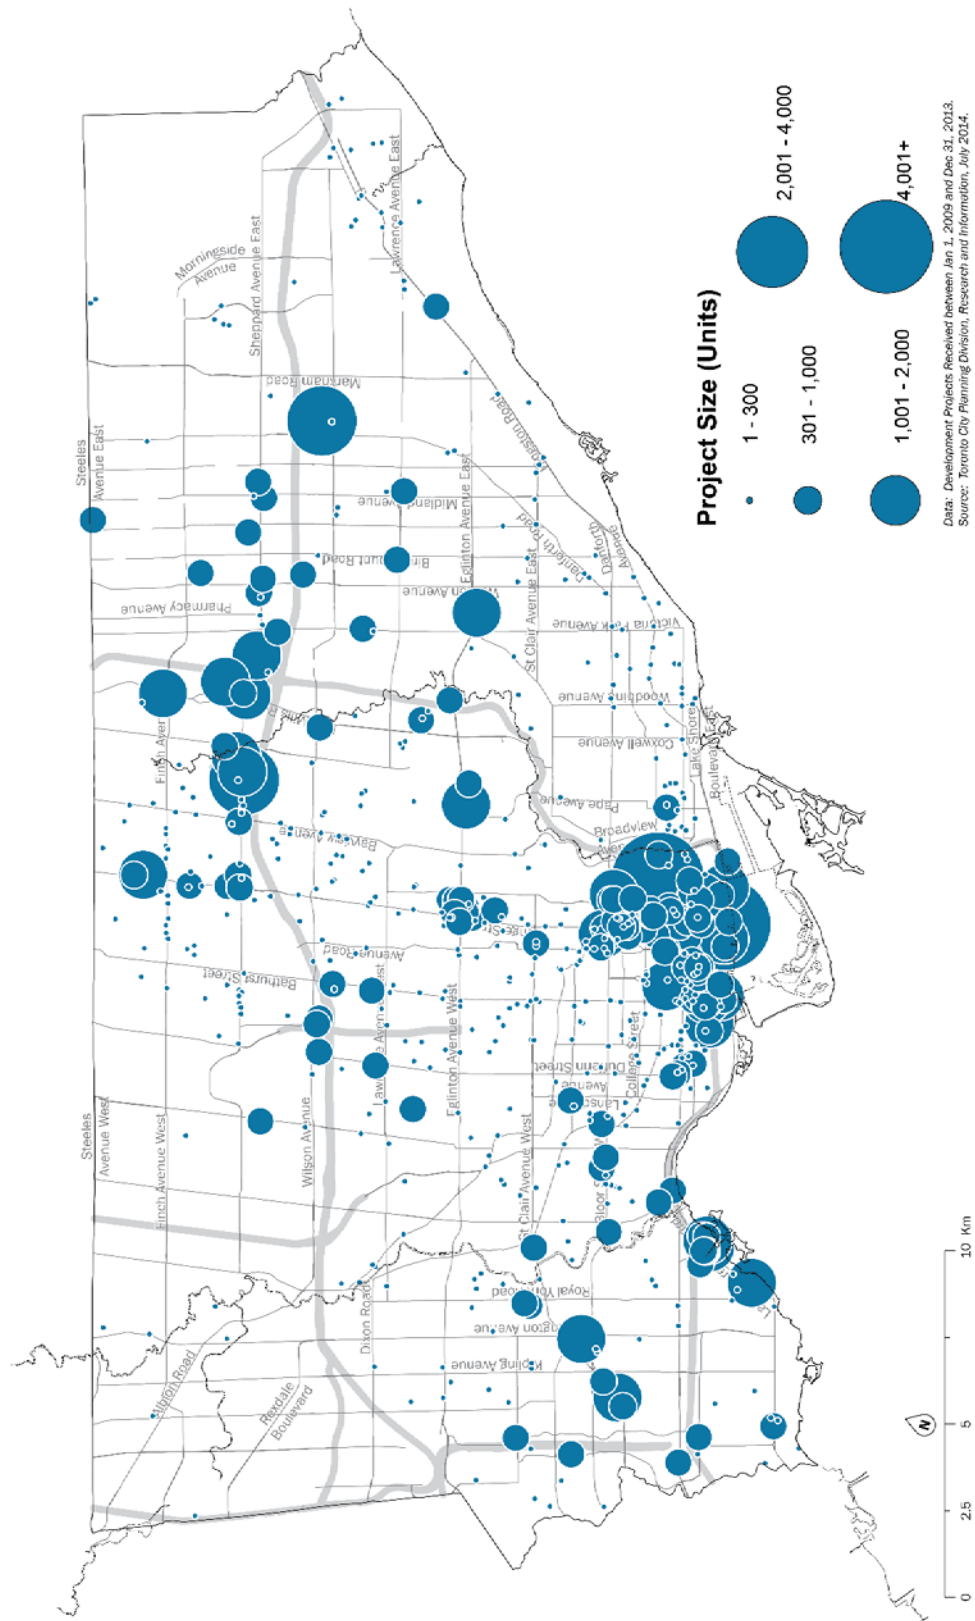 Steeles
Avenue West
Steeles
Avenue East
Finch Avenue West
Finch
Albion Road
Rexdale
Boulevard
Wilson Avenue
Dixon Road
Bathurst Street
Avenue Road
Bayview Avenue
Pharmacy Avenue
Sheppard Avenue East
Morningside
Avenue
Markham Road
Lawrence Avenue East
Eglinton Avenue West
Eglinton Avenue East
St Clair Avenue West
St Clair Avenue East
Kipling Avenue
Avenue
Royal York Road
Bloor
Dufferin Street
Avenue
College Street
Pape Avenue
Broadview
Coxwell Avenue
Woodbine Avenue
Victoria Park Avenue
Danforth Road
Danforth
Avenue
Kingston Road
Lake Shore
Boulevard East
Project Size (Units)
1 - 300
301 - 1,000
1,001 - 2,000
2,001 - 4,000
4,001+
N
0 2.5 5 10 Km
Data: Development Projects Received between Jan 1, 2009 and Dec 31, 2013.
Source: Toronto City Planning Division, Research and Information, July 2014.